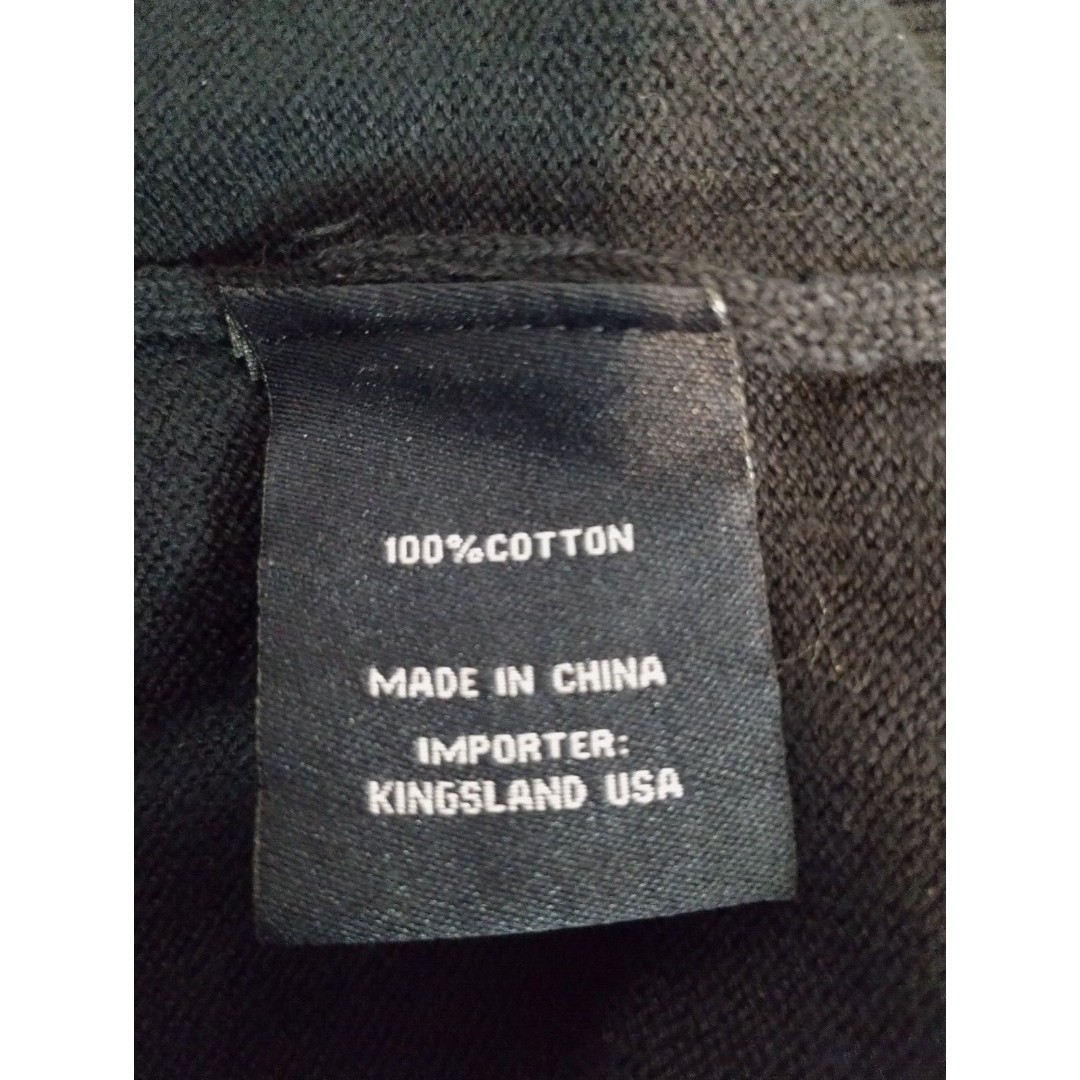 100%COTTON
MADE IN CHINA
IMPORTER:
KINGSLAND USA